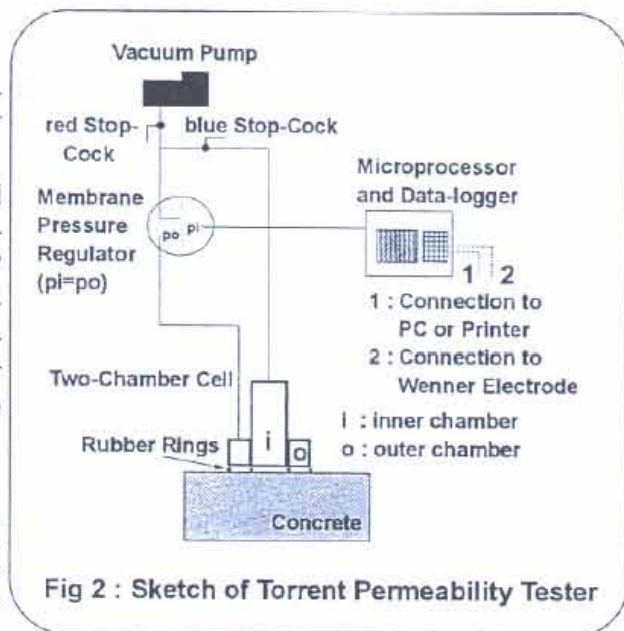 Vacuum Pump
red Stop-
Cock
blue Stop-Cock
Microprocessor
and Data-logger
Membrane
Pressure
Regulator
(pi=po)
po
pi
1 2
1 : Connection to
PC or Printer
2 : Connection to
Wenner Electrode
Two-Chamber Cell
i : inner chamber
o : outer chamber
Rubber Rings
i
o
Concrete
Fig 2 : Sketch of Torrent Permeability Tester